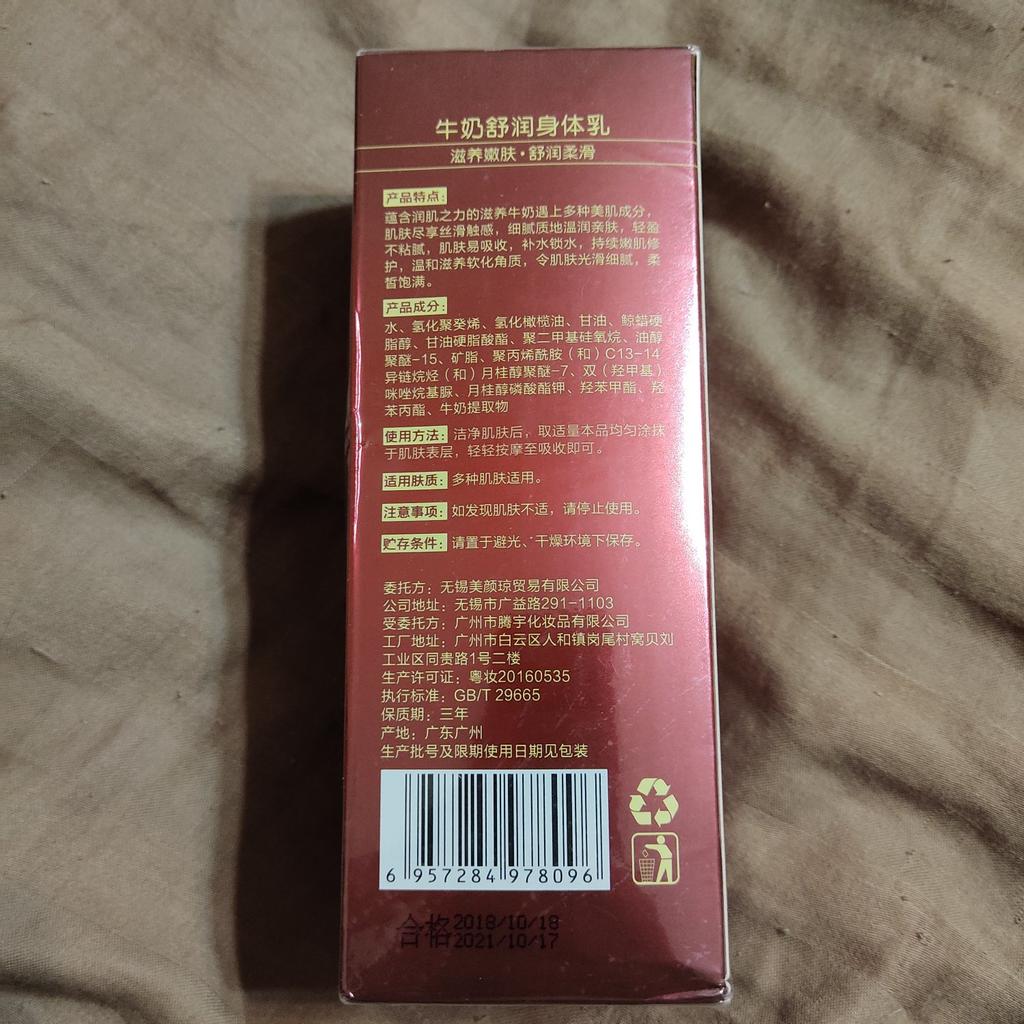 牛奶舒润身体乳
滋养嫩肤·舒润柔滑
产品特点：
蕴含润肌之力的滋养牛奶遇上多种美肌成分，
肌肤尽享丝滑触感，细腻质地温润亲肤，轻盈
不粘腻，肌肤易吸收，补水锁水，持续嫩肌修
护，温和滋养软化角质，令肌肤光滑细腻，柔
皙饱满。
产品成分：
水、氢化聚癸烯、氢化橄榄油、甘油、鲸蜡硬
脂醇、甘油硬脂酸酯、聚二甲基硅氧烷、油醇
聚醚-15、矿脂、聚丙烯酰胺（和）C13-14
异链烷烃（和）月桂醇聚醚-7、双（羟甲基）
咪唑烷基脲、月桂醇磷酸酯钾、羟苯甲酯、羟
苯丙酯、牛奶提取物
使用方法：洁净肌肤后，取适量本品均匀涂抹
于肌肤表层，轻轻按摩至吸收即可。
适用肤质：多种肌肤适用。
注意事项：如发现肌肤不适，请停止使用。
贮存条件：请置于避光、干燥环境下保存。
委托方：无锡美颜琼贸易有限公司
公司地址：无锡市广益路291-1103
受委托方：广州市腾宇化妆品有限公司
工厂地址：广州市白云区人和镇岗尾村窝贝刘
工业区同贵路1号二楼
生产许可证：粤妆20160535
执行标准：GB/T 29665
保质期：三年
产地：广东广州
生产批号及限期使用日期见包装
6 957284 978096
合格 2018/10/18
2021/10/17